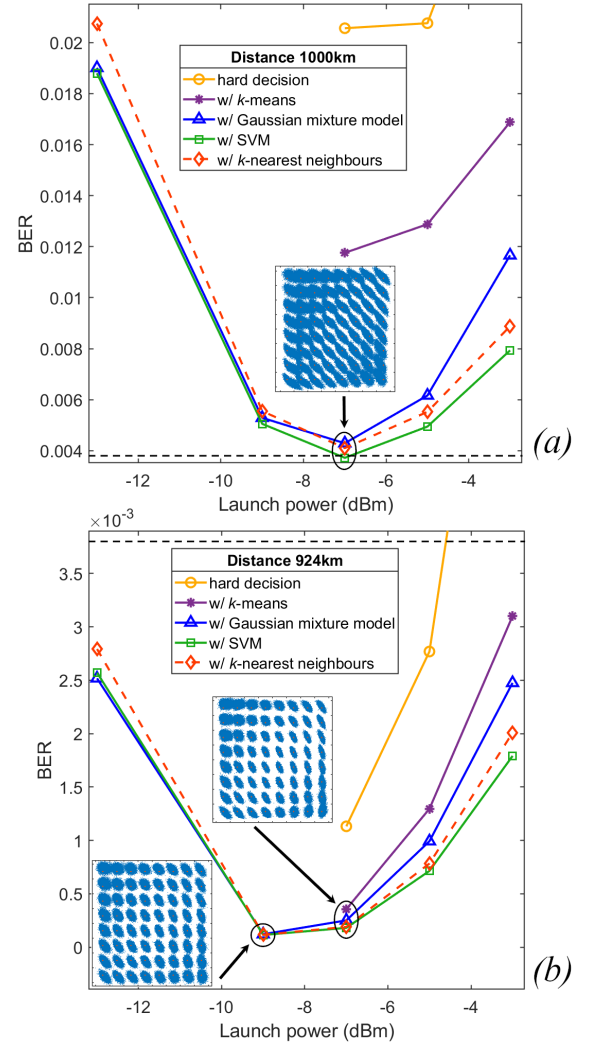 0.02
0.018
0.016
0.014
0.012
0.01
0.008
0.006
0.004
BER
Distance 1000km
hard decision
w/ k-means
w/ Gaussian mixture model
w/ SVM
w/ k-nearest neighbours
-12 -10 -8 -6 -4
Launch power (dBm)
(a)
×10⁻³
3.5
3
2.5
2
1.5
1
0.5
0
BER
Distance 924km
hard decision
w/ k-means
w/ Gaussian mixture model
w/ SVM
w/ k-nearest neighbours
-12 -10 -8 -6 -4
Launch power (dBm)
(b)